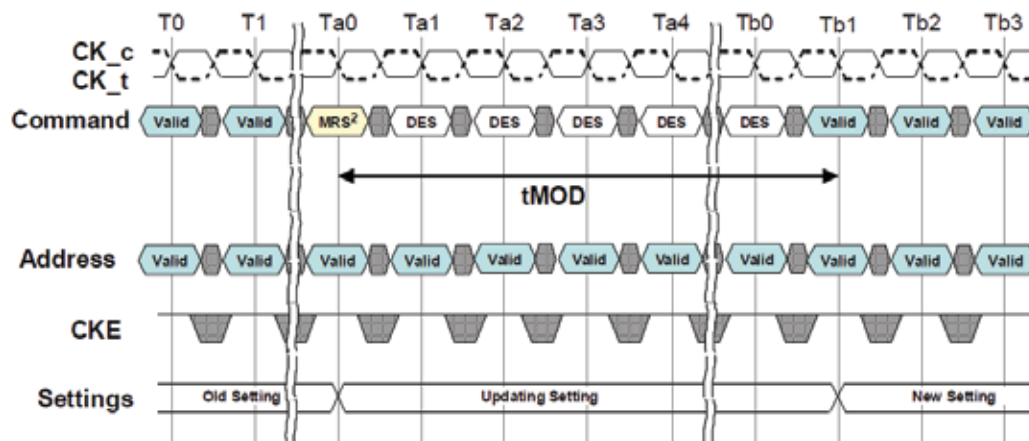 T0 T1 Ta0 Ta1 Ta2 Ta3 Ta4 Tb0 Tb1 Tb2 Tb3
CK_c
CK_t
Command Valid Valid MRS² DES DES DES DES DES Valid Valid Valid
tMOD
Address Valid Valid Valid Valid Valid Valid Valid Valid Valid Valid Valid
CKE
Settings Old Setting Updating Setting New Setting